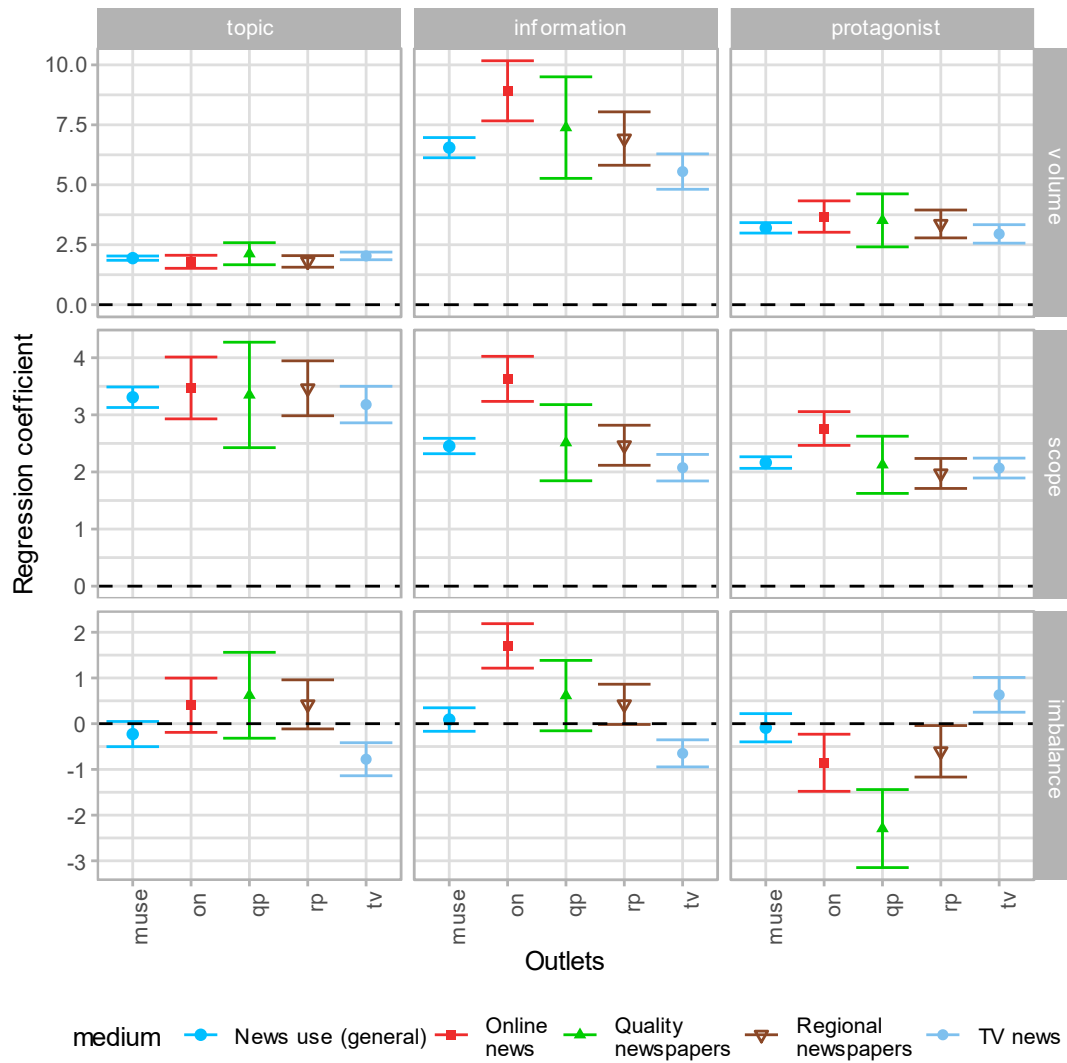 topic information protagonist
10.0
7.5
5.0
2.5
0.0
volume
4
3
2
1
0
scope
2
1
0
-1
-2
-3
imbalance
Regression coefficient
muse on qp rp tv muse on qp rp tv muse on qp rp tv
Outlets
medium News use (general) Online news Quality newspapers Regional newspapers TV news